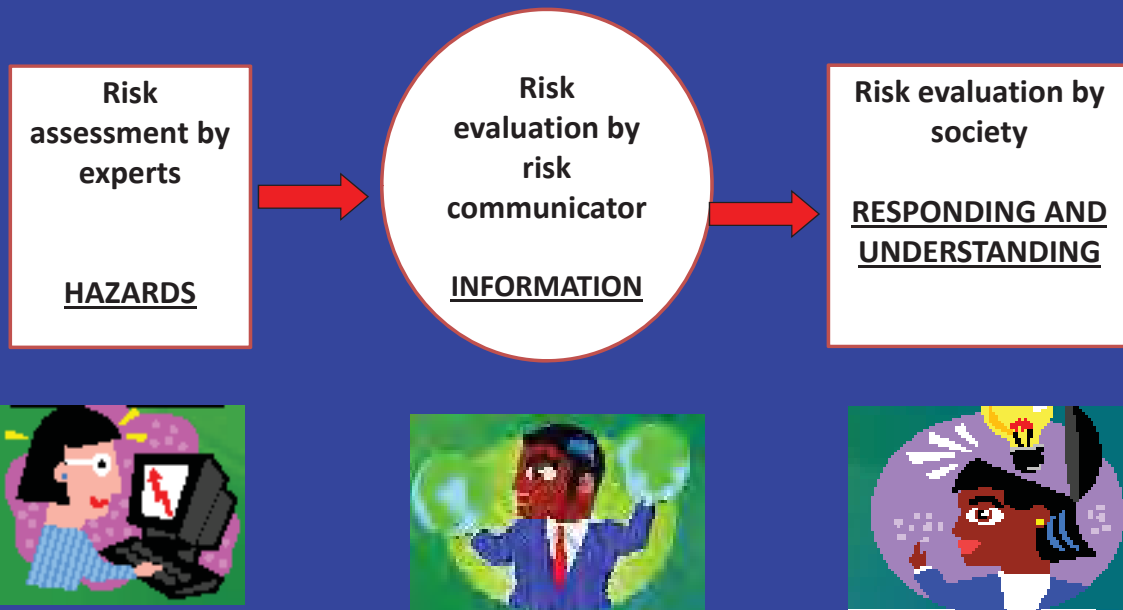 Risk
assessment by
experts
HAZARDS
Risk
evaluation by
risk
communicator
INFORMATION
Risk evaluation by
society
RESPONDING AND
UNDERSTANDING